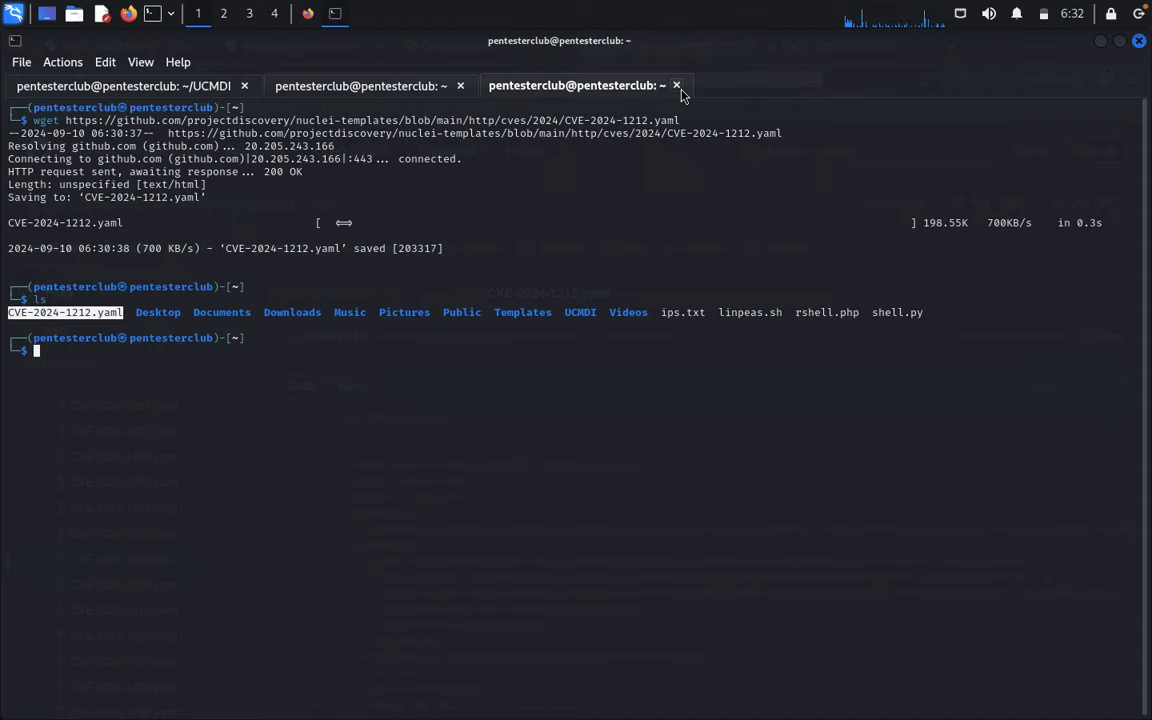 1 2 3 4 6:32
pentesterclub@pentesterclub: ~
File Actions Edit View Help
pentesterclub@pentesterclub: ~/UCMDI pentesterclub@pentesterclub: ~ pentesterclub@pentesterclub: ~
┌──(pentesterclub㉿pentesterclub)-[~]
└─$ wget https://github.com/projectdiscovery/nuclei-templates/blob/main/http/cves/2024/CVE-2024-1212.yaml
--2024-09-10 06:30:37-- https://github.com/projectdiscovery/nuclei-templates/blob/main/http/cves/2024/CVE-2024-1212.yaml
Resolving github.com (github.com)... 20.205.243.166
Connecting to github.com (github.com)|20.205.243.166|:443... connected.
HTTP request sent, awaiting response... 200 OK
Length: unspecified [text/html]
Saving to: ‘CVE-2024-1212.yaml’
CVE-2024-1212.yaml [ <=> ] 198.55K 700KB/s in 0.3s
2024-09-10 06:30:38 (700 KB/s) - ‘CVE-2024-1212.yaml’ saved [203317]
┌──(pentesterclub㉿pentesterclub)-[~]
└─$ ls
CVE-2024-1212.yaml Desktop Documents Downloads Music Pictures Public Templates UCMDI Videos ips.txt linpeas.sh rshell.php shell.py
┌──(pentesterclub㉿pentesterclub)-[~]
└─$